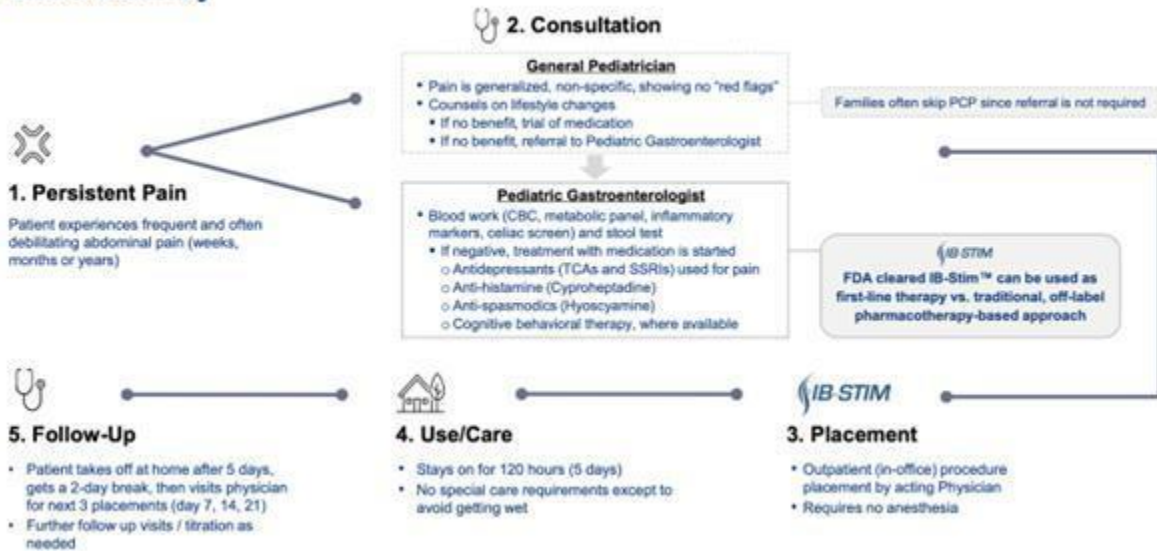 2. Consultation
General Pediatrician
• Pain is generalized, non-specific, showing no "red flags"
• Counsels on lifestyle changes
• If no benefit, trial of medication
• If no benefit, referral to Pediatric Gastroenterologist
Families often skip PCP since referral is not required
1. Persistent Pain
Patient experiences frequent and often
debilitating abdominal pain (weeks,
months or years)
Pediatric Gastroenterologist
• Blood work (CBC, metabolic panel, inflammatory
markers, celiac screen) and stool test
• If negative, treatment with medication is started
o Antidepressants (TCAs and SSRIs) used for pain
o Anti-histamine (Cyproheptadine)
o Anti-spasmodics (Hyoscyamine)
o Cognitive behavioral therapy, where available
IB-STIM
FDA cleared IB-Stim™ can be used as
first-line therapy vs. traditional, off-label
pharmacotherapy-based approach
5. Follow-Up
• Patient takes off at home after 5 days,
gets a 2-day break, then visits physician
for next 3 placements (day 7, 14, 21)
• Further follow up visits / titration as
needed
4. Use/Care
• Stays on for 120 hours (5 days)
• No special care requirements except to
avoid getting wet
IB-STIM
3. Placement
• Outpatient (in-office) procedure
placement by acting Physician
• Requires no anesthesia